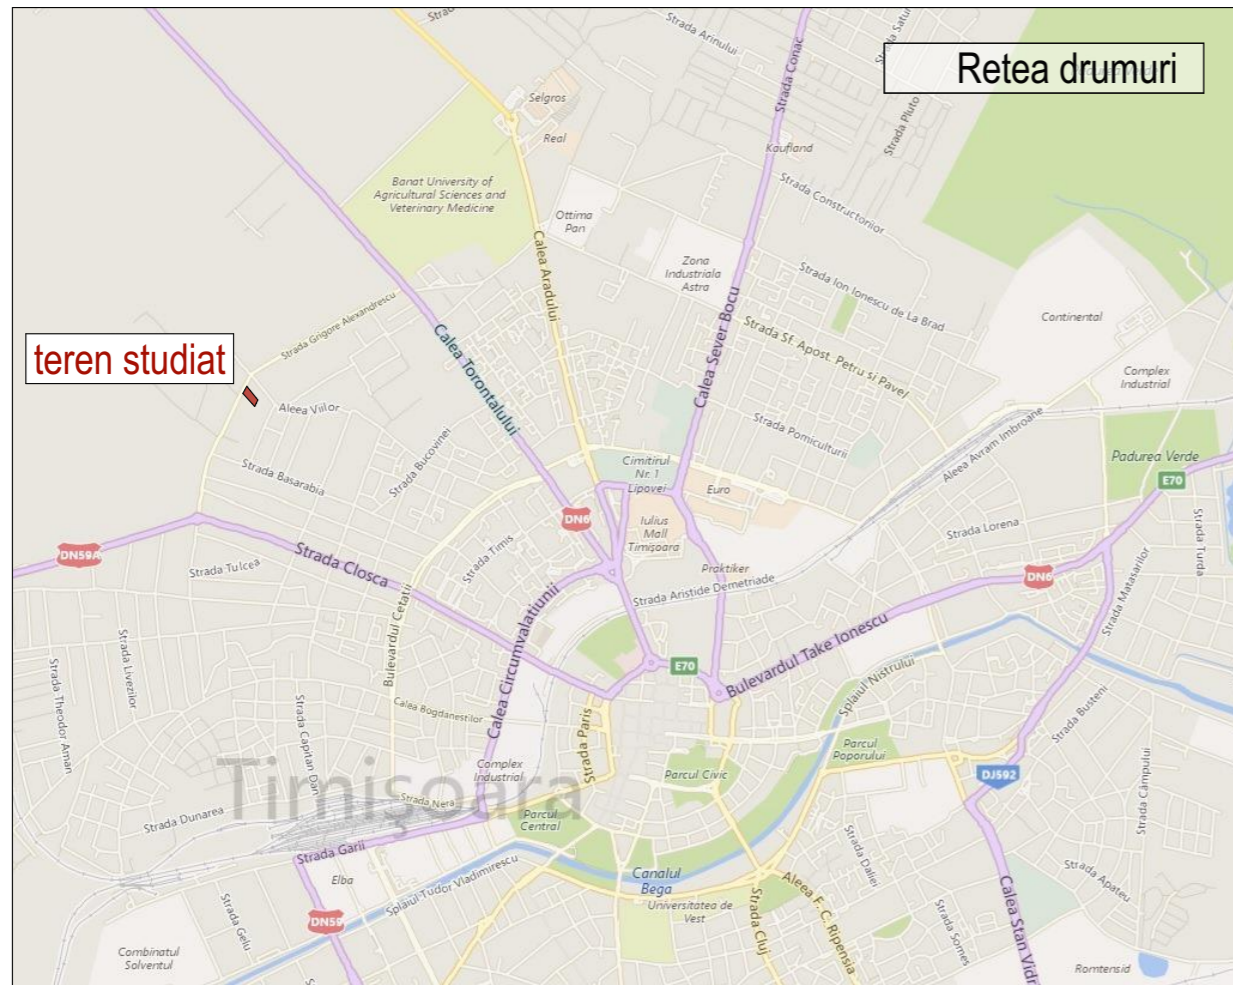 Retea drumuri
teren studiat
Timişoara
Strada Arinului
Strada Conac
Strada Pluto
Selgros
Real
Kaufland
Strada Constructorilor
Banat University of
Agricultural Sciences and
Veterinary Medicine
Ottima
Pan
Calea Aradului
Zona
Industriala
Astra
Strada Ion Ionescu de La Brad
Continental
Complex
Industrial
Strada Grigore Alexandrescu
Calea Torontalului
Calea Sever Bocu
Strada Sf. Apost. Petru si Pavel
Aleea Viilor
Strada Bucovinei
Strada Basarabia
Strada Pomiculturii
Aleea Avram Imbroane
Padurea Verde
E70
Cimitirul
Nr. 1
Lipovei
Euro
DN6
Iulius
Mall
Timişoara
Praktiker
Strada Lorena
Strada Turda
DN59A
Strada Closca
Strada Timis
Strada Tulcea
Strada Aristide Demetriade
DN6
Strada Matasarilor
Bulevardul Cetatii
Calea Circumvalatiunii
Bulevardul Take Ionescu
E70
Splaiul Nistrului
Strada Theodor Aman
Strada Livezilor
Strada Capitan Dan
Calea Bogdanestilor
Strada Paris
Strada Busteni
Parcul
Poporului
Parcul Civic
DJ592
Strada Câmpului
Complex
Industrial
Strada Nera
Strada Dunarea
Parcul
Central
Strada Garii
Elba
Splaiul Tudor Vladimirescu
Canalul
Bega
Universitatea de
Vest
Strada Cluj
Aleea F. C. Ripensia
Strada Daliei
Strada Somes
Calea Stan Vidr
Strada Apateu
Strada Gelu
DN59
Combinatul
Solventul
Romtensid